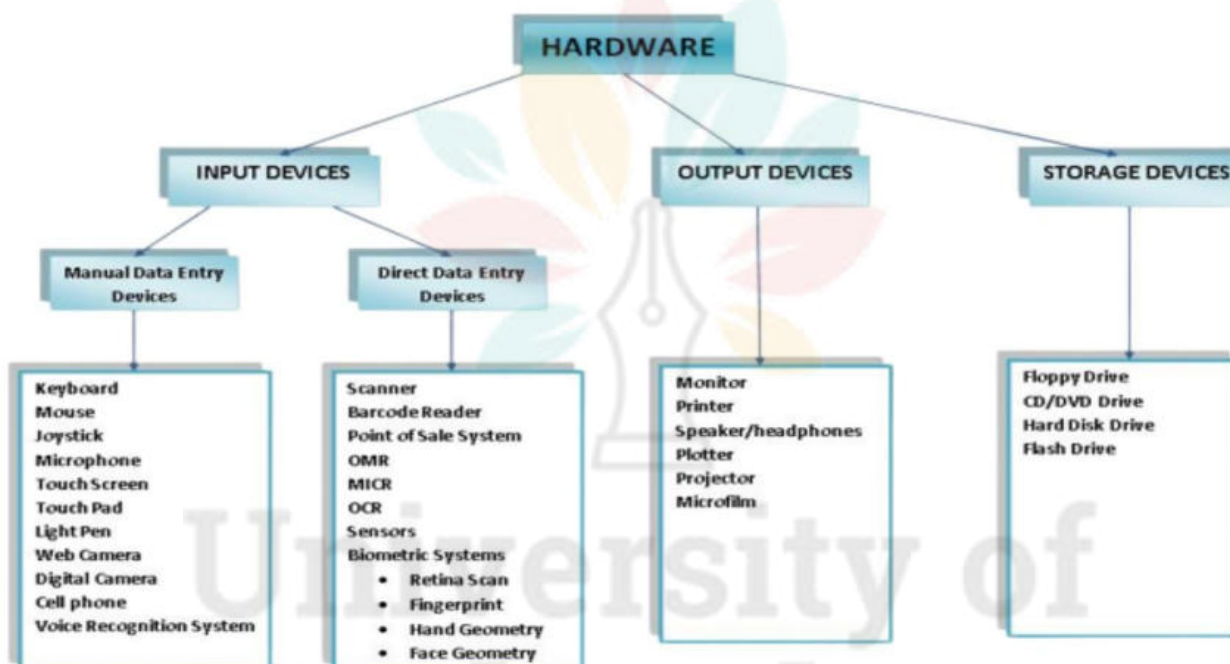 HARDWARE
INPUT DEVICES
OUTPUT DEVICES
STORAGE DEVICES
Manual Data Entry
Devices
Direct Data Entry
Devices
Keyboard
Mouse
Joystick
Microphone
Touch Screen
Touch Pad
Light Pen
Web Camera
Digital Camera
Cell phone
Voice Recognition System
Scanner
Barcode Reader
Point of Sale System
OMR
MICR
OCR
Sensors
Biometric Systems
• Retina Scan
• Fingerprint
• Hand Geometry
• Face Geometry
Monitor
Printer
Speaker/headphones
Plotter
Projector
Microfilm
Floppy Drive
CD/DVD Drive
Hard Disk Drive
Flash Drive
University of